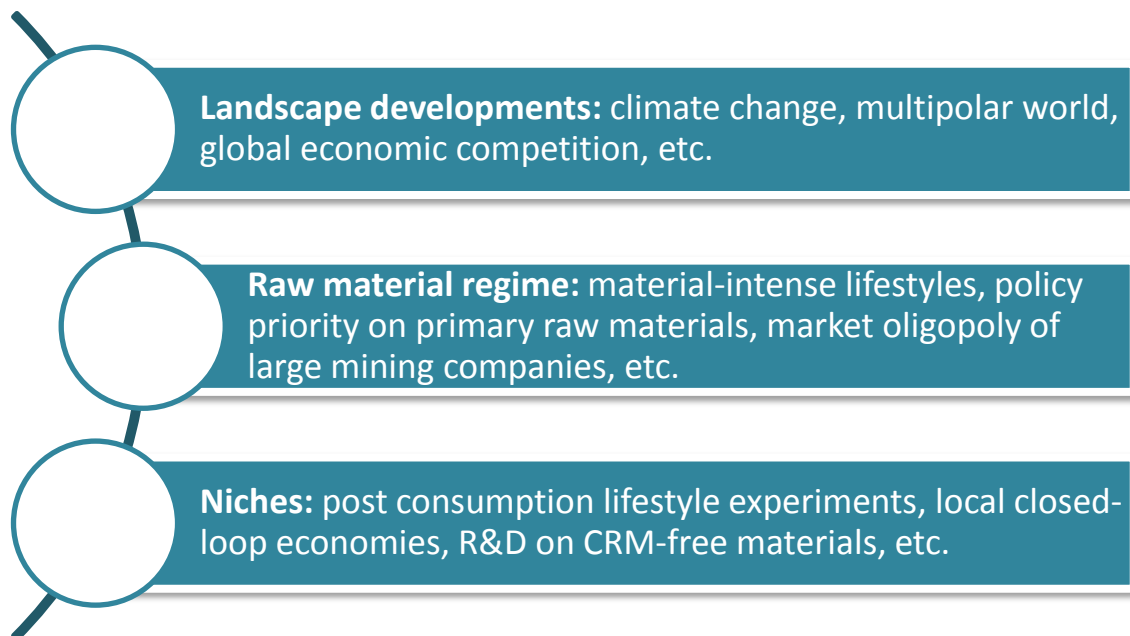 Landscape developments: climate change, multipolar world,
global economic competition, etc.
Raw material regime: material-intense lifestyles, policy
priority on primary raw materials, market oligopoly of
large mining companies, etc.
Niches: post consumption lifestyle experiments, local closed-
loop economies, R&D on CRM-free materials, etc.